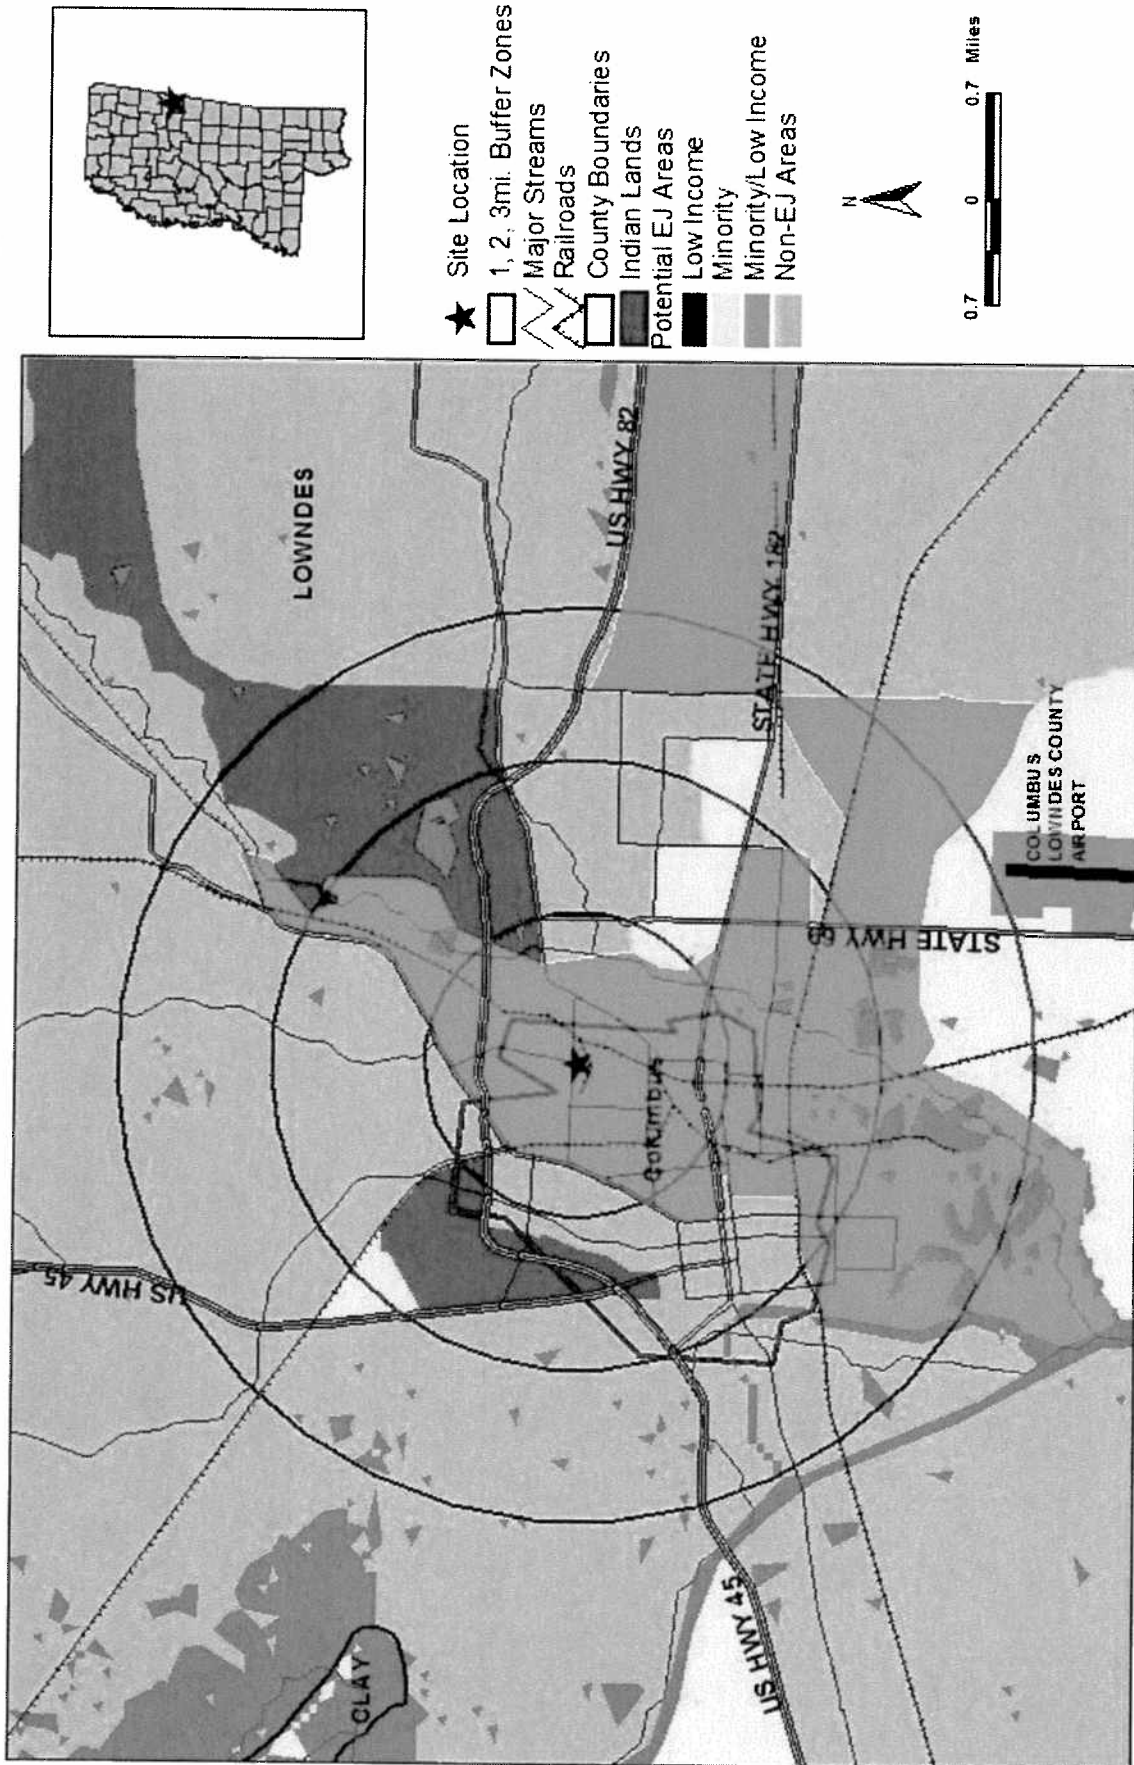 Site Location
1, 2, 3mi. Buffer Zones
Major Streams
Railroads
County Boundaries
Indian Lands
Potential EJ Areas
Low Income
Minority
Minority/Low Income
Non-EJ Areas
N
0.7 0 0.7 Miles
LOWNDES
US HWY 82
STATE HWY 182
COLUMBUS
LOWNDES COUNTY
AIRPORT
STATE HWY 69
Columbus
US HWY 45
US HWY 45
CLAY